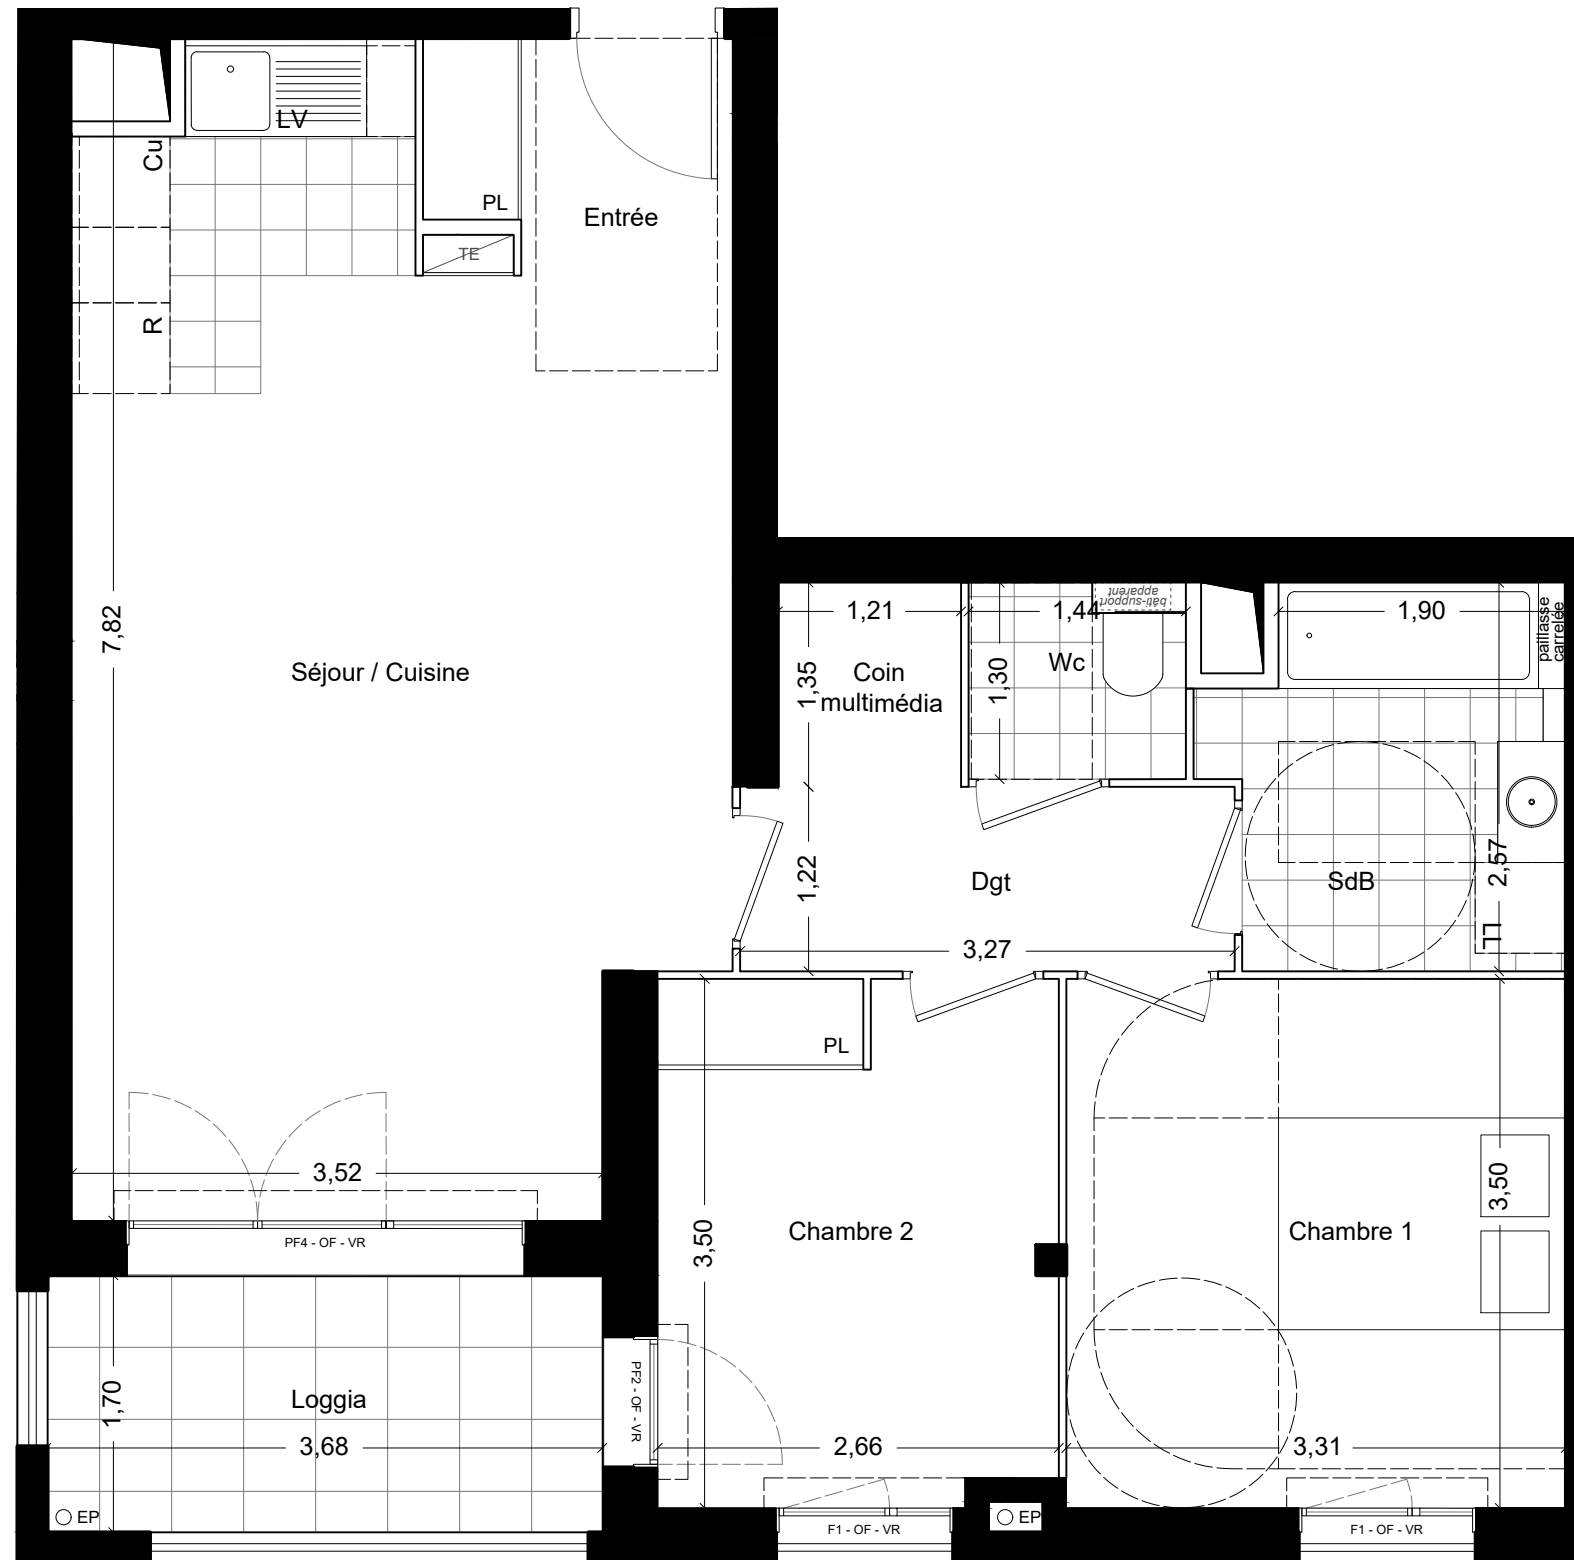 LV
Cu
PL
Entrée
TE
R
7,82
Séjour / Cuisine
1,21
1,44
bâti-support
apparent
1,90
paillasse
carrelée
Coin
multimédia
1,35
1,30
Wc
1,22
Dgt
SdB
2,57
LL
3,27
PL
3,52
PF4 - OF - VR
3,50
Chambre 2
Chambre 1
3,50
1,70
Loggia
PF2 - OF - VR
3,68
2,66
3,31
EP
F1 - OF - VR
EP
F1 - OF - VR